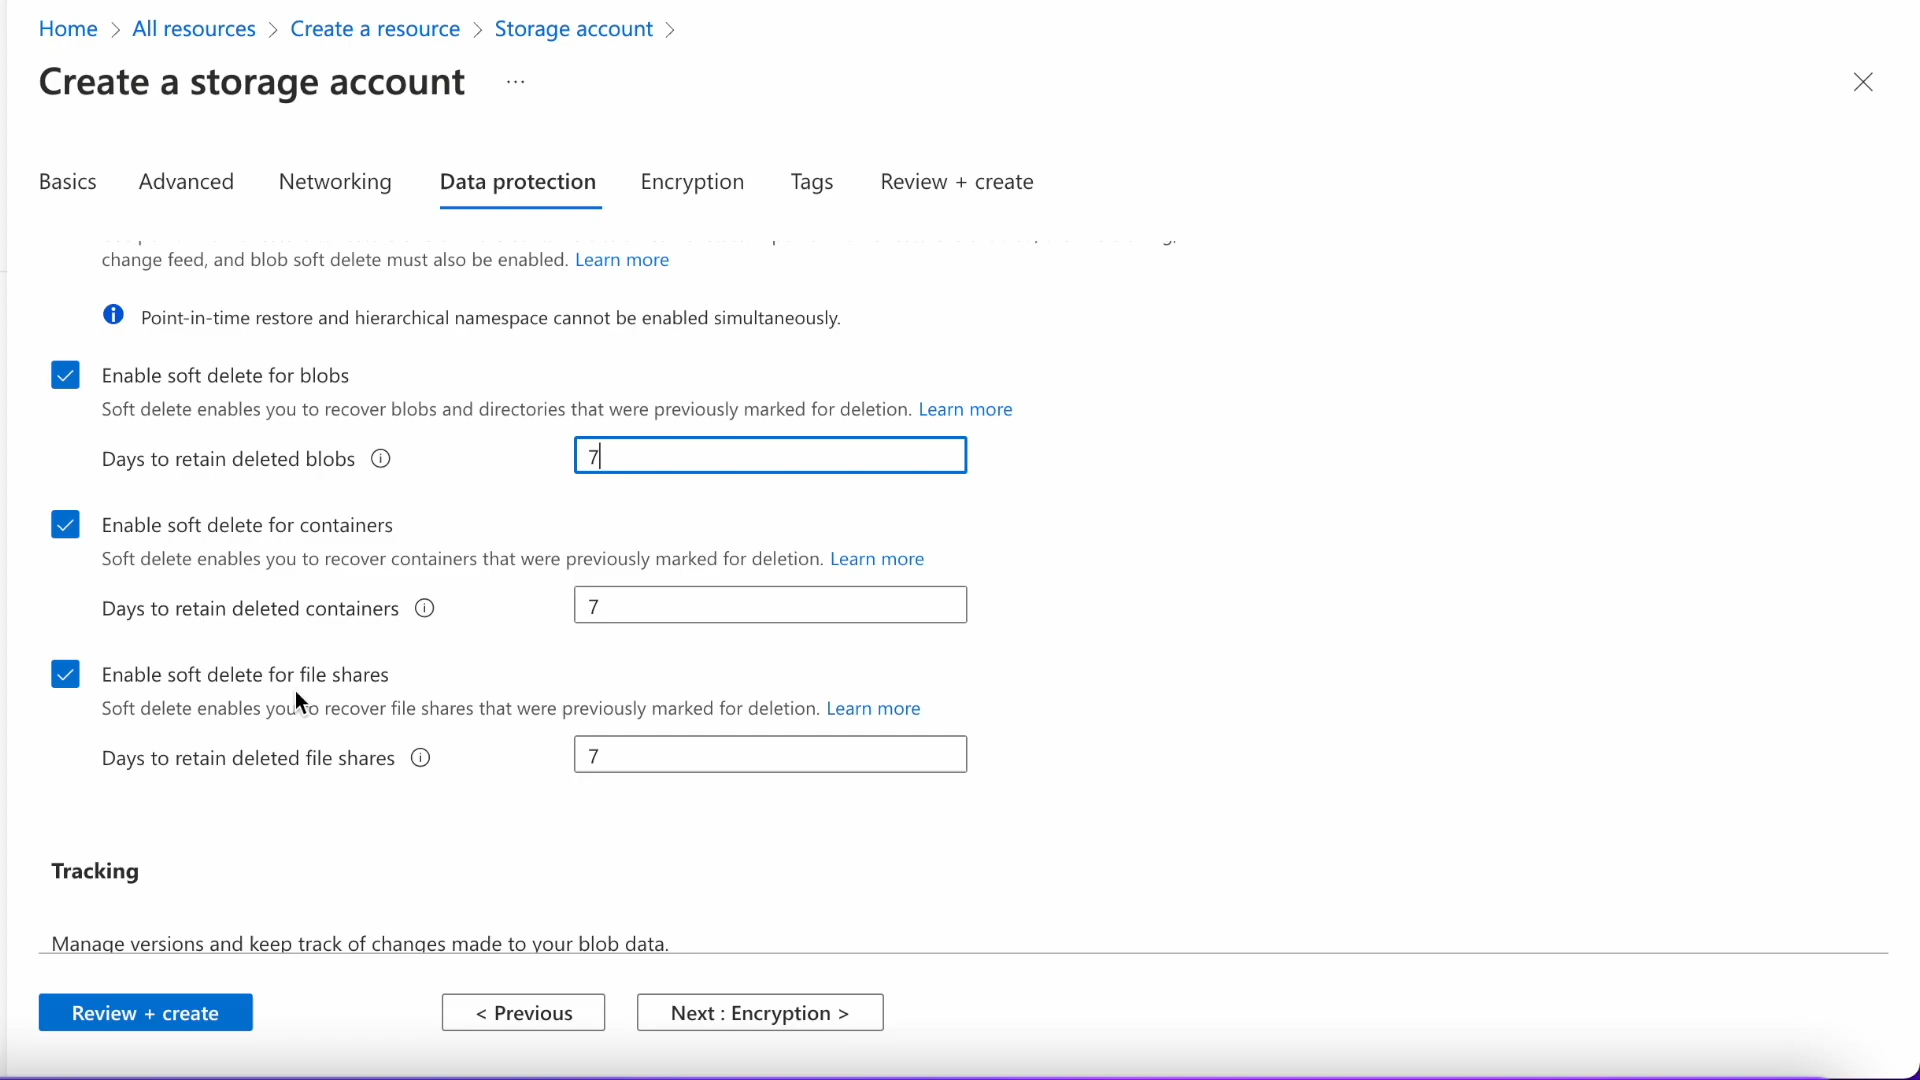 Home > All resources > Create a resource > Storage account >
Create a storage account ...
Basics Advanced Networking Data protection Encryption Tags Review + create
change feed, and blob soft delete must also be enabled. Learn more
Point-in-time restore and hierarchical namespace cannot be enabled simultaneously.
Enable soft delete for blobs
Soft delete enables you to recover blobs and directories that were previously marked for deletion. Learn more
Days to retain deleted blobs 7
Enable soft delete for containers
Soft delete enables you to recover containers that were previously marked for deletion. Learn more
Days to retain deleted containers 7
Enable soft delete for file shares
Soft delete enables you to recover file shares that were previously marked for deletion. Learn more
Days to retain deleted file shares 7
Tracking
Manage versions and keep track of changes made to your blob data.
Review + create < Previous Next : Encryption >